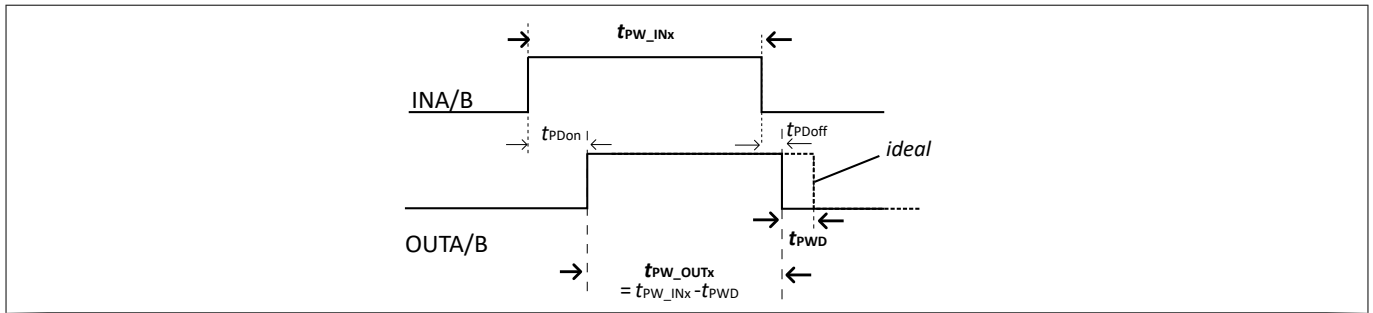 tPW_INx
INA/B
tPDon
tPDoff
ideal
OUTA/B
tPWD
tPW_OUTx
= tPW_INx-tPWD